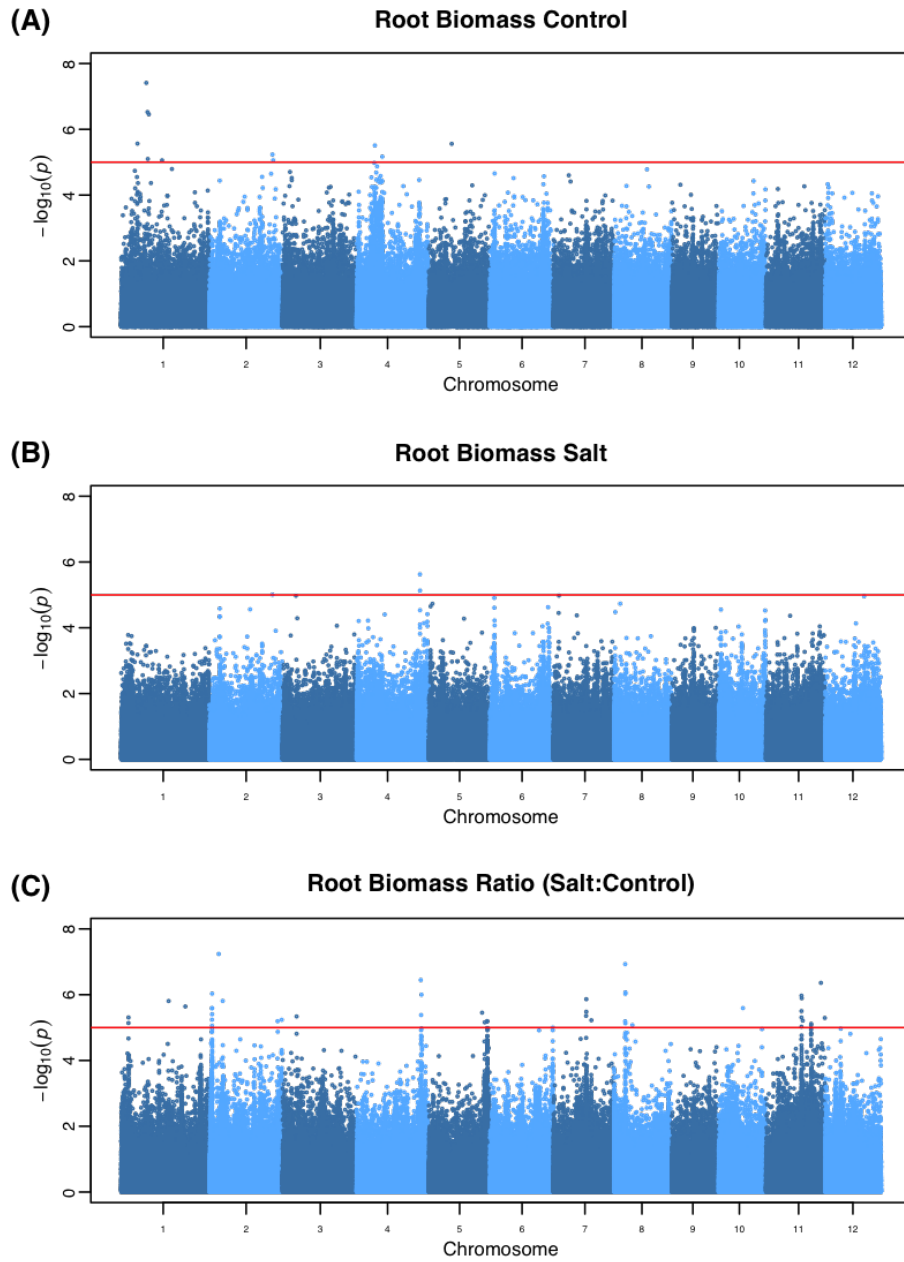 (A) Root Biomass Control
8
6
4
2
0
−log10(p)
1 2 3 4 5 6 7 8 9 10 11 12
Chromosome
(B) Root Biomass Salt
8
6
4
2
0
−log10(p)
1 2 3 4 5 6 7 8 9 10 11 12
Chromosome
(C) Root Biomass Ratio (Salt:Control)
8
6
4
2
0
−log10(p)
1 2 3 4 5 6 7 8 9 10 11 12
Chromosome